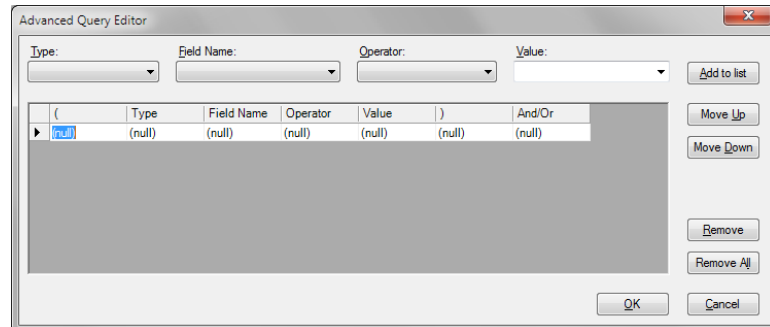 Advanced Query Editor
Type: Field Name: Operator: Value:
Add to list
( Type Field Name Operator Value ) And/Or
(null) (null) (null) (null) (null) (null) (null)
Move Up
Move Down
Remove
Remove All
OK Cancel